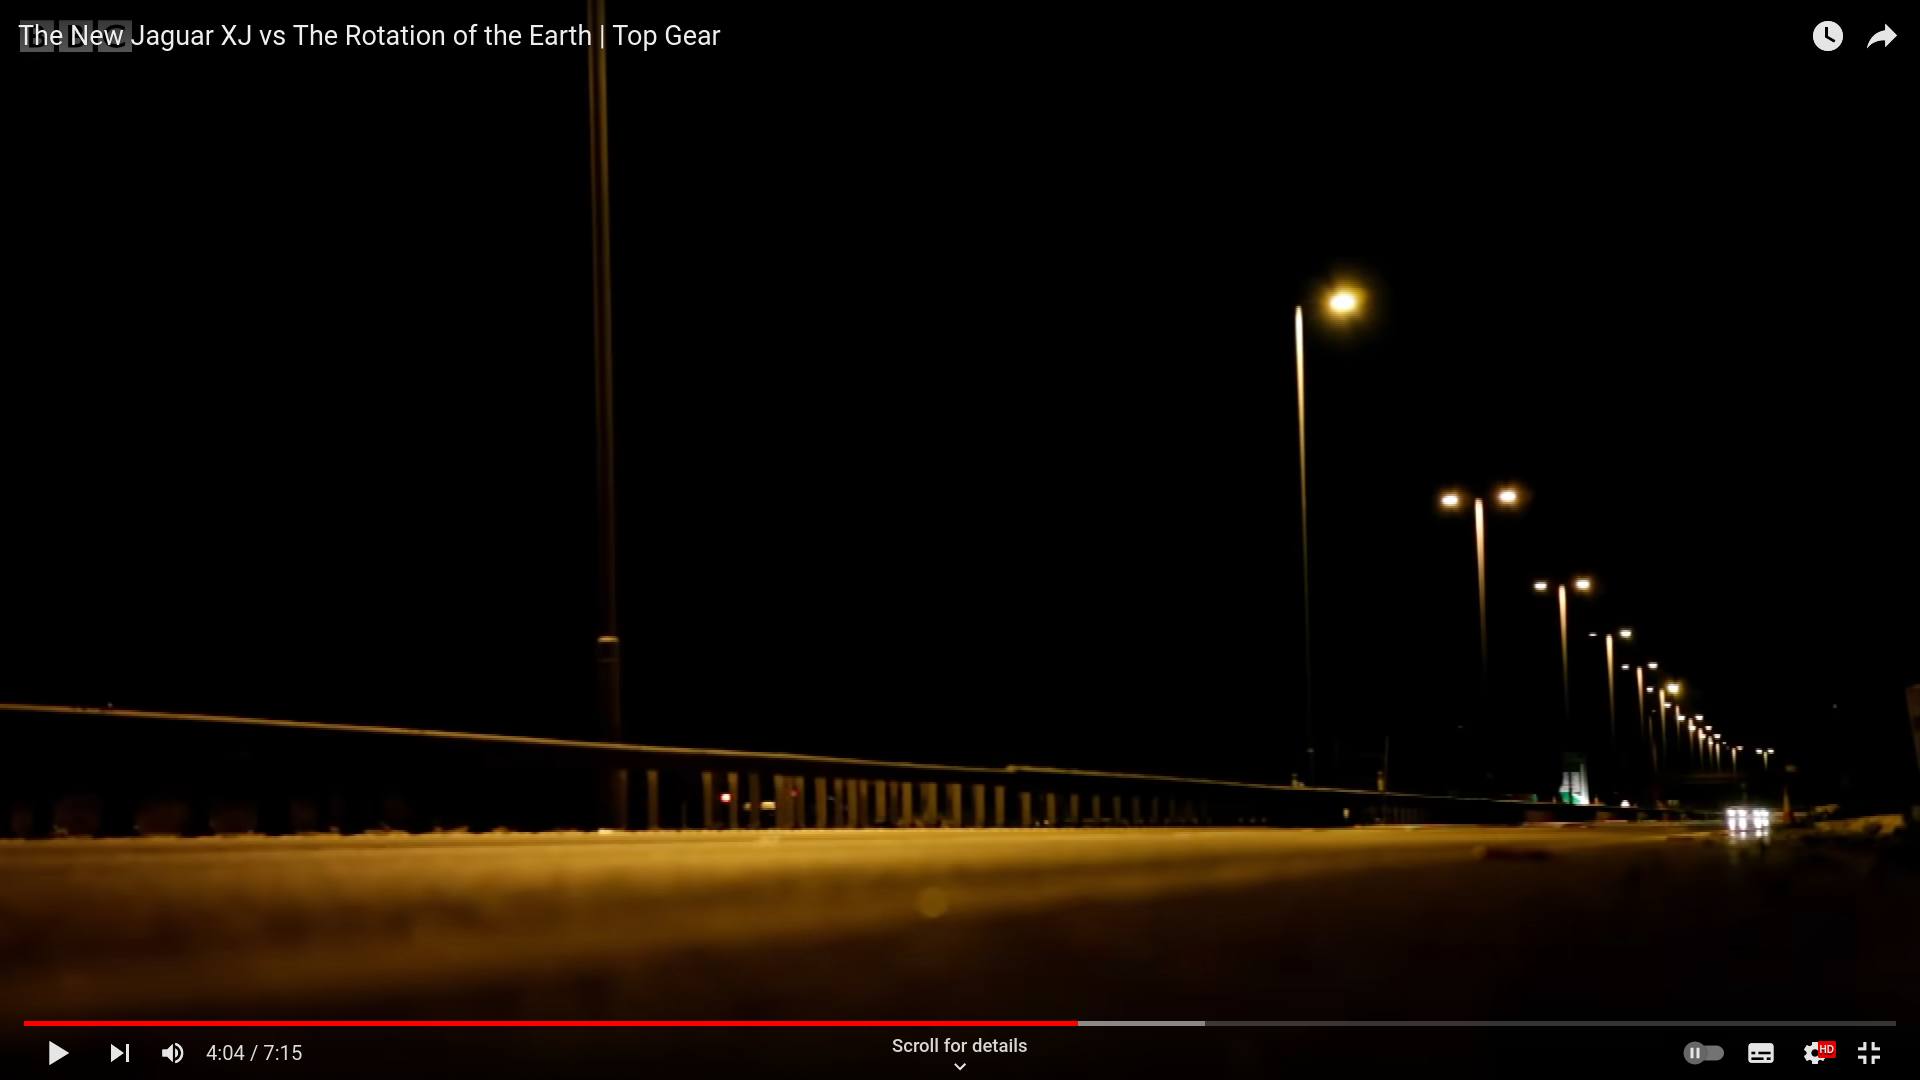 The New Jaguar XJ vs The Rotation of the Earth | Top Gear
BBC
4:04 / 7:15
Scroll for details
HD